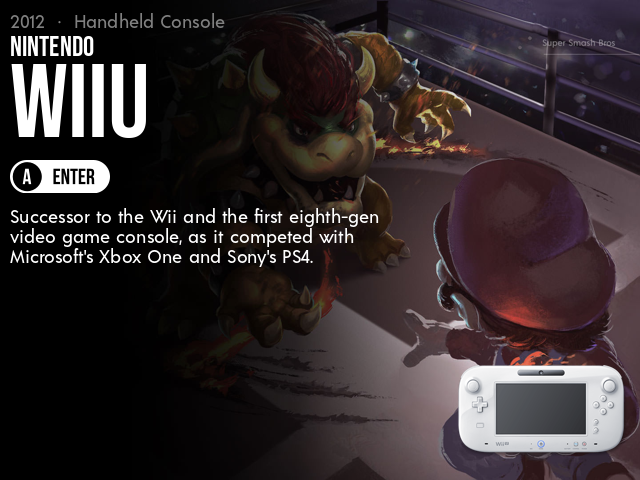 2012 · Handheld Console
Super Smash Bros
NINTENDO
WIIU
A ENTER
Successor to the Wii and the first eighth-gen
video game console, as it competed with
Microsoft's Xbox One and Sony's PS4.
WiiU